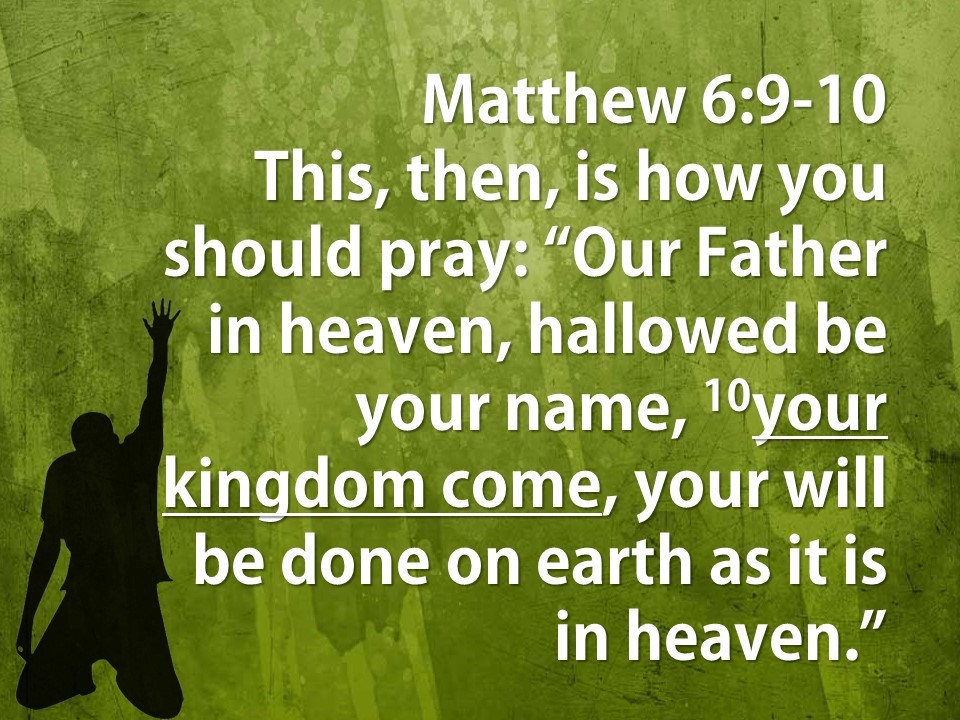 Matthew 6:9-10
This, then, is how you
should pray: “Our Father
in heaven, hallowed be
your name, ¹⁰your
kingdom come, your will
be done on earth as it is
in heaven.”